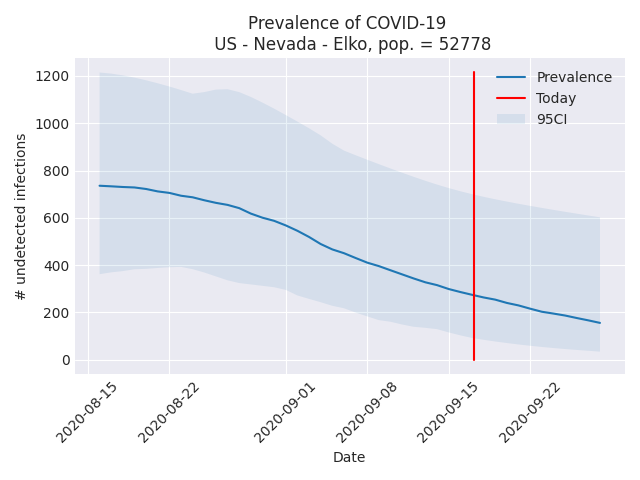 Prevalence of COVID-19
US - Nevada - Elko, pop. = 52778
Prevalence
Today
95CI
1200
1000
800
600
400
200
0
# undetected infections
2020-08-15
2020-08-22
2020-09-01
2020-09-08
2020-09-15
2020-09-22
Date